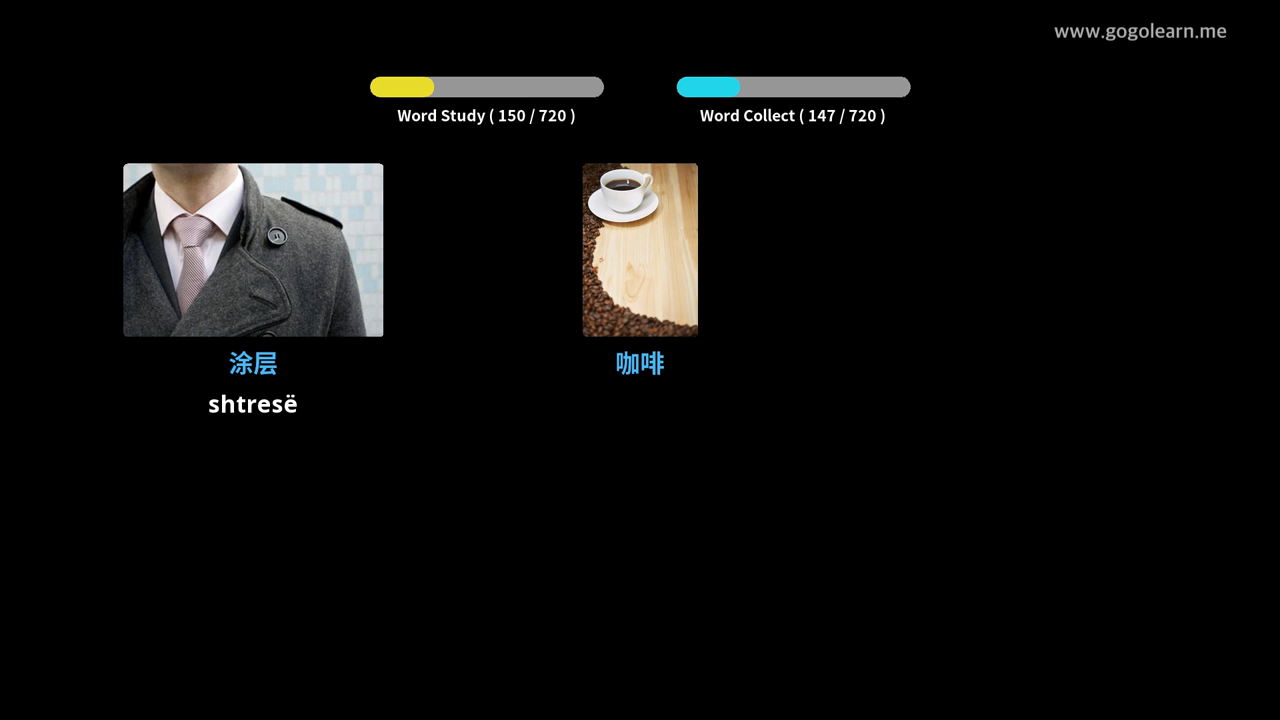 www.gogolearn.me
Word Study ( 150 / 720 )
Word Collect ( 147 / 720 )
涂层
咖啡
shtresë